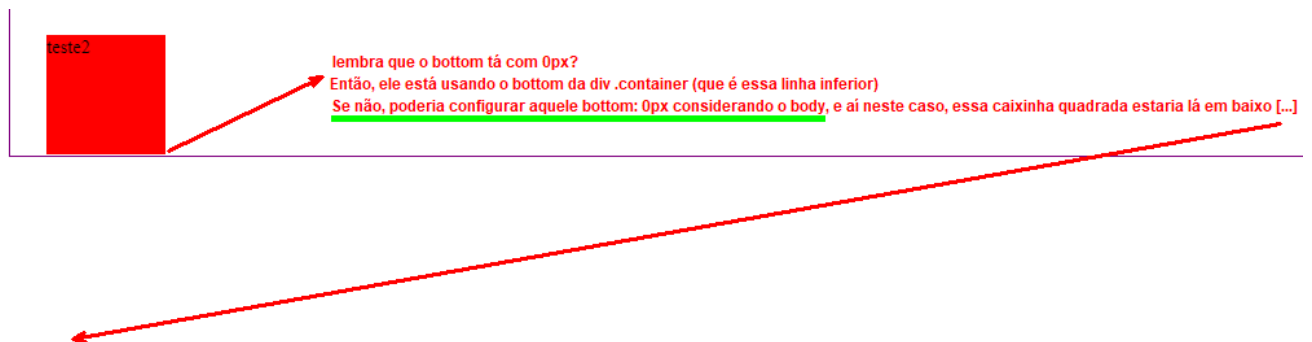 teste2
lembra que o bottom tá com 0px?
Então, ele está usando o bottom da div .container (que é essa linha inferior)
Se não, poderia configurar aquele bottom: 0px considerando o body, e aí neste caso, essa caixinha quadrada estaria lá em baixo [...]